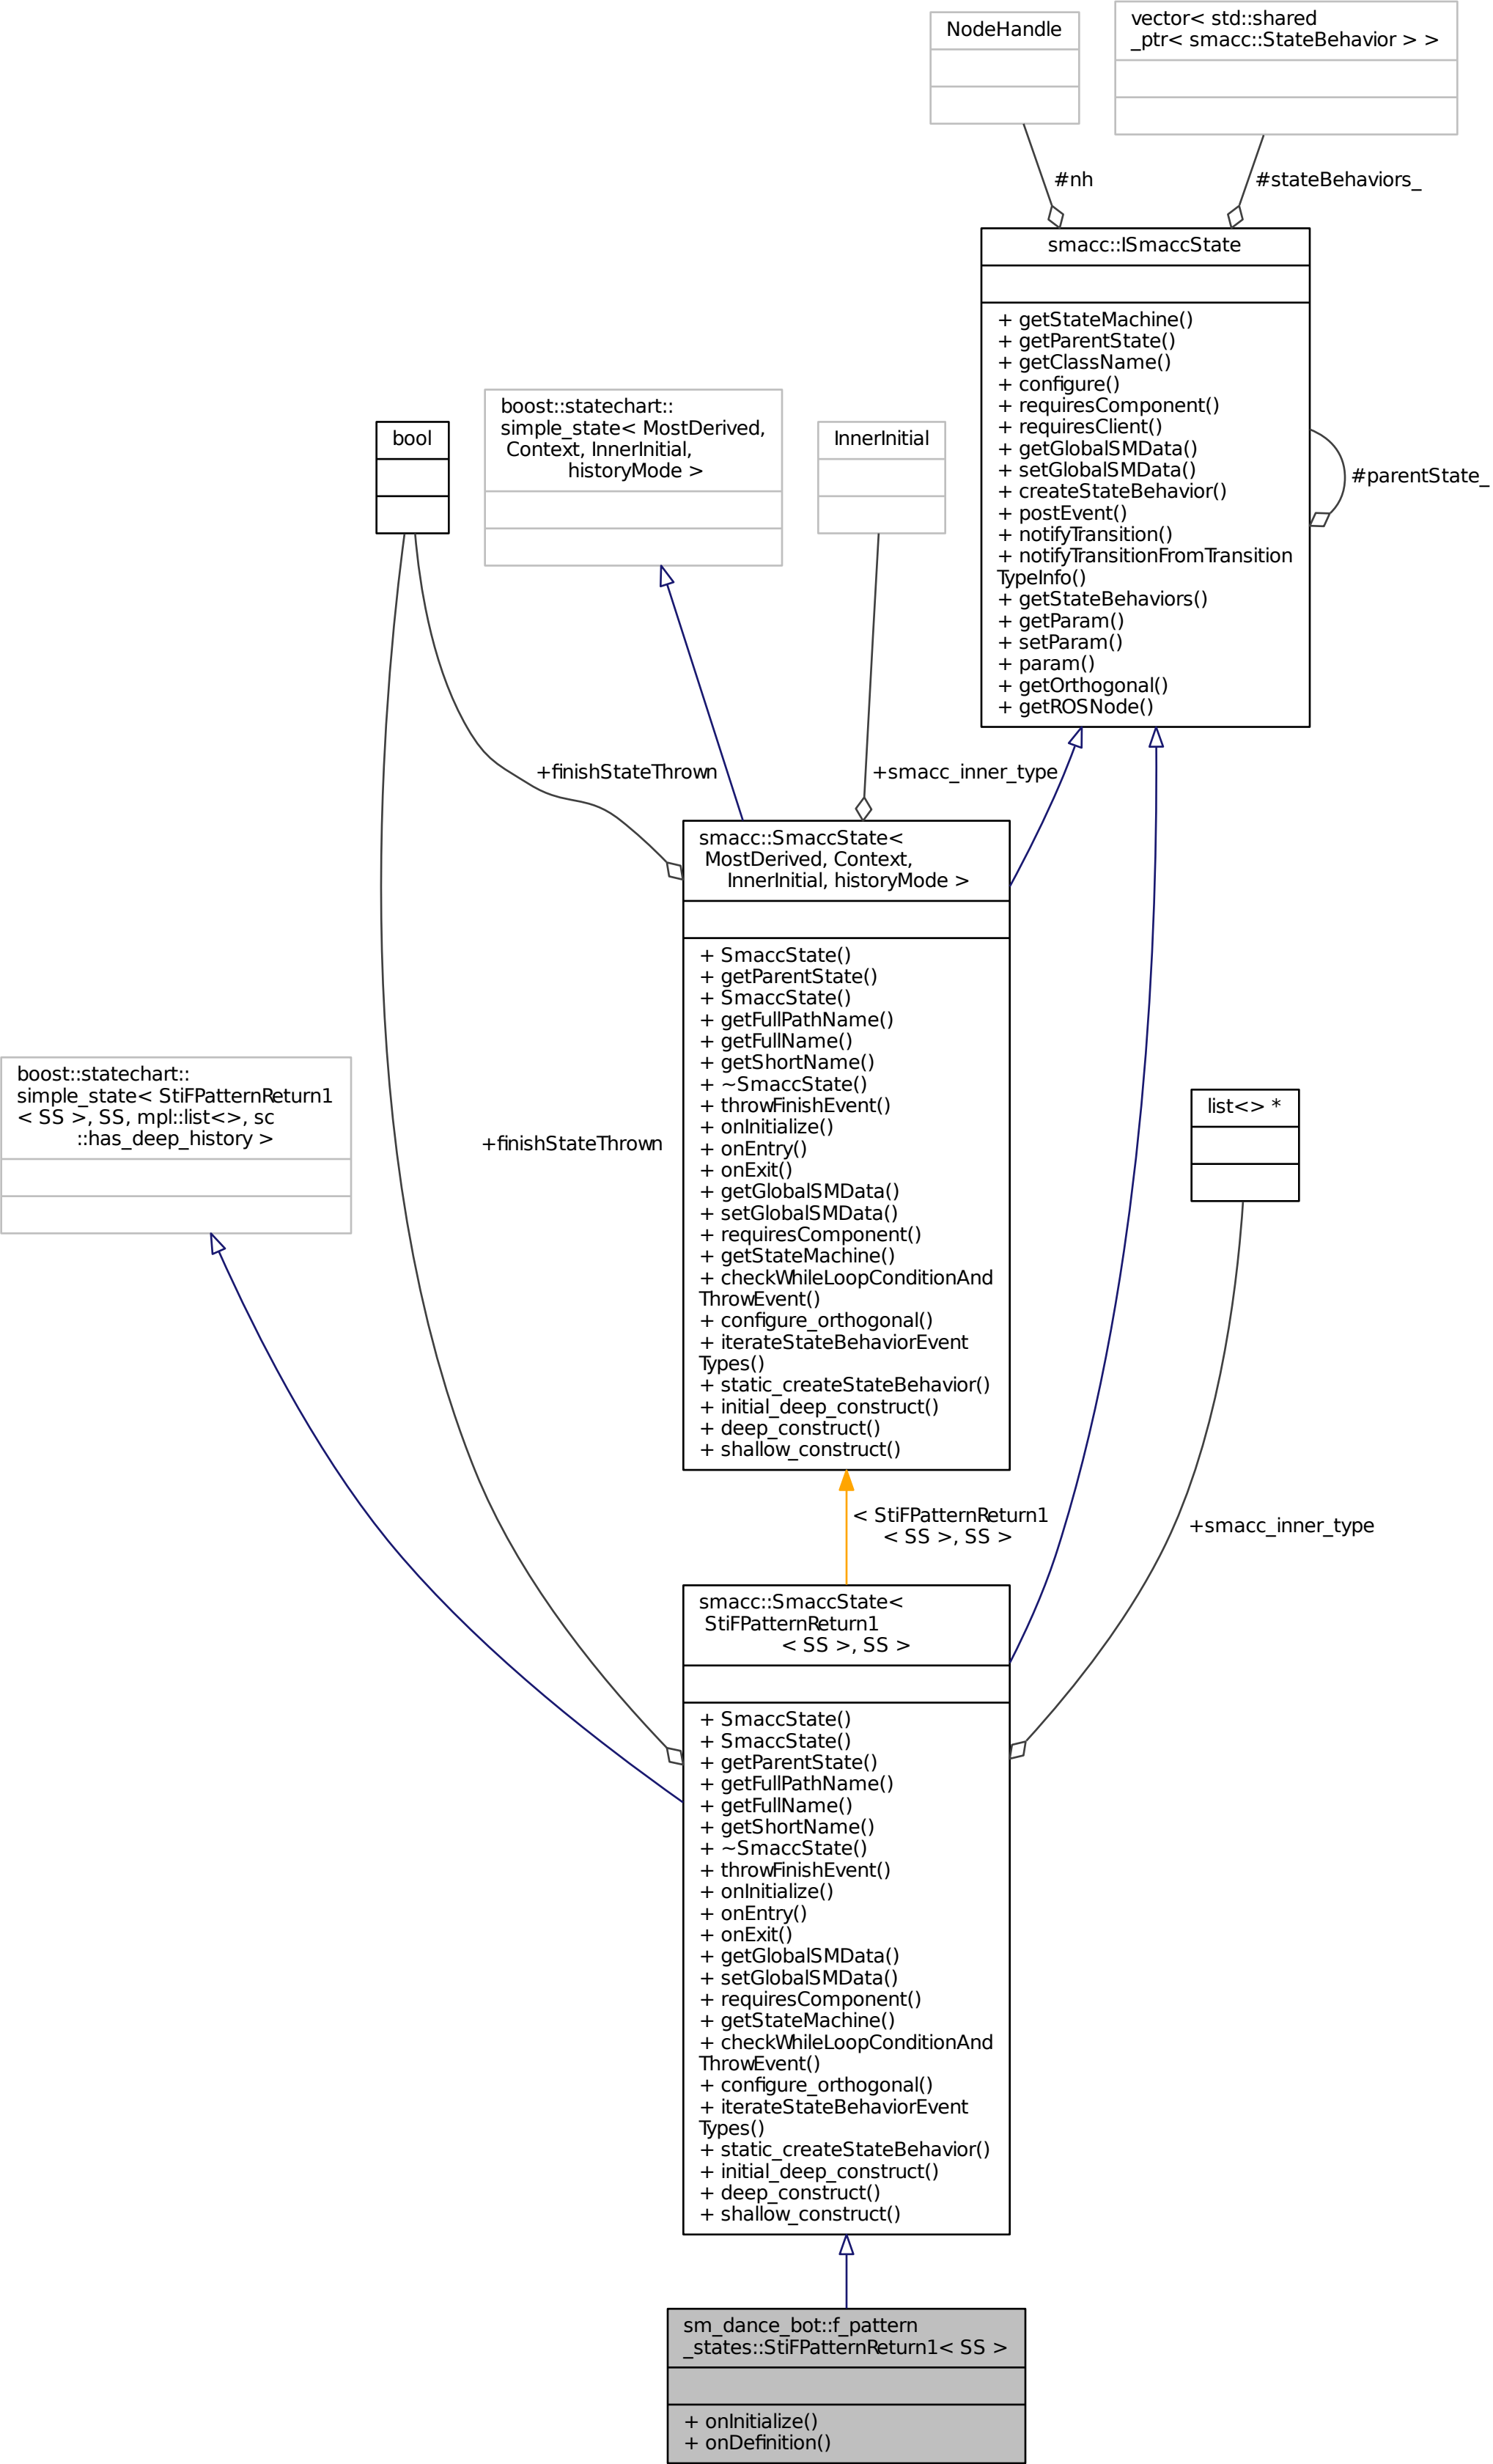 NodeHandle
vector< std::shared
_ptr< smacc::StateBehavior > >
#nh
#stateBehaviors_
smacc::ISmaccState
+ getStateMachine()
+ getParentState()
+ getClassName()
+ configure()
+ requiresComponent()
+ requiresClient()
+ getGlobalSMData()
+ setGlobalSMData()
+ createStateBehavior()
+ postEvent()
+ notifyTransition()
+ notifyTransitionFromTransition
TypeInfo()
+ getStateBehaviors()
+ getParam()
+ setParam()
+ param()
+ getOrthogonal()
+ getROSNode()
#parentState_
bool
boost::statechart::
simple_state< MostDerived,
Context, InnerInitial,
historyMode >
InnerInitial
+finishStateThrown
+smacc_inner_type
smacc::SmaccState<
MostDerived, Context,
InnerInitial, historyMode >
+ SmaccState()
+ getParentState()
+ SmaccState()
+ getFullPathName()
+ getFullName()
+ getShortName()
+ ~SmaccState()
+ throwFinishEvent()
+ onInitialize()
+ onEntry()
+ onExit()
+ getGlobalSMData()
+ setGlobalSMData()
+ requiresComponent()
+ getStateMachine()
+ checkWhileLoopConditionAnd
ThrowEvent()
+ configure_orthogonal()
+ iterateStateBehaviorEvent
Types()
+ static_createStateBehavior()
+ initial_deep_construct()
+ deep_construct()
+ shallow_construct()
boost::statechart::
simple_state< StiFPatternReturn1
< SS >, SS, mpl::list<>, sc
::has_deep_history >
+finishStateThrown
list<> *
< StiFPatternReturn1
< SS >, SS >
+smacc_inner_type
smacc::SmaccState<
StiFPatternReturn1
< SS >, SS >
+ SmaccState()
+ SmaccState()
+ getParentState()
+ getFullPathName()
+ getFullName()
+ getShortName()
+ ~SmaccState()
+ throwFinishEvent()
+ onInitialize()
+ onEntry()
+ onExit()
+ getGlobalSMData()
+ setGlobalSMData()
+ requiresComponent()
+ getStateMachine()
+ checkWhileLoopConditionAnd
ThrowEvent()
+ configure_orthogonal()
+ iterateStateBehaviorEvent
Types()
+ static_createStateBehavior()
+ initial_deep_construct()
+ deep_construct()
+ shallow_construct()
sm_dance_bot::f_pattern
_states::StiFPatternReturn1< SS >
+ onInitialize()
+ onDefinition()